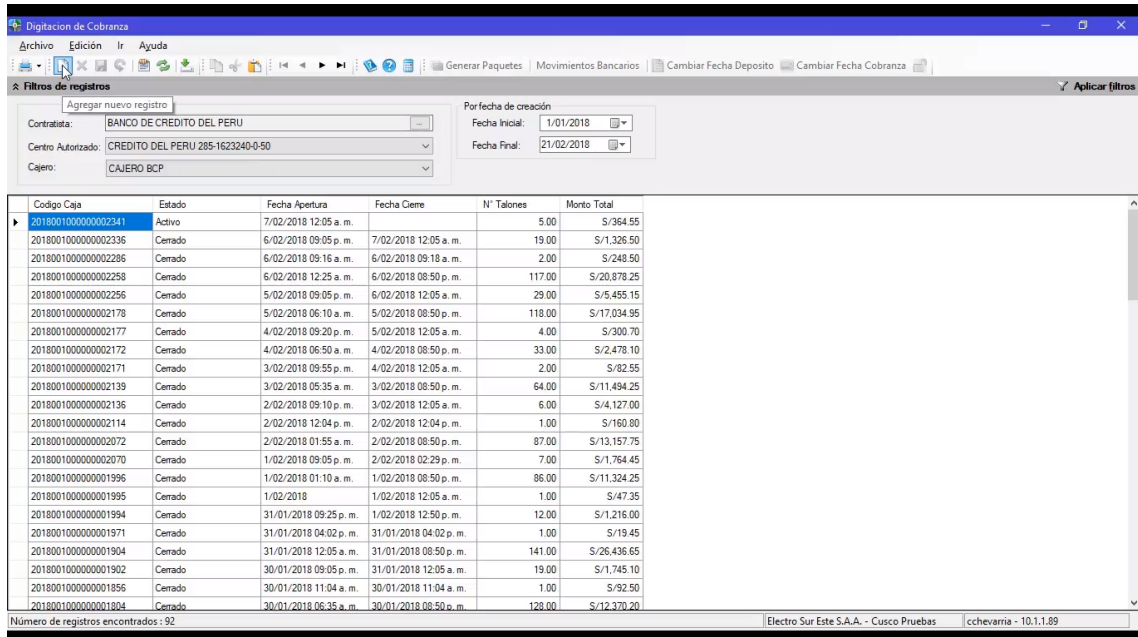 Digitacion de Cobranza
Archivo Edición Ir Ayuda
Generar Paquetes Movimientos Bancarios Cambiar Fecha Deposito Cambiar Fecha Cobranza
Filtros de registros Aplicar filtros
Agregar nuevo registro
Contratista: BANCO DE CREDITO DEL PERU
Centro Autorizado: CREDITO DEL PERU 285-1623240-0-50
Cajero: CAJERO BCP
Por fecha de creación
Fecha Inicial: 1/01/2018
Fecha Final: 21/02/2018
Codigo Caja Estado Fecha Apertura Fecha Cierre N° Talones Monto Total
2018001000000002341 Activo 7/02/2018 12:05 a. m. 5.00 S/364.55
2018001000000002336 Cerrado 6/02/2018 09:05 p. m. 7/02/2018 12:05 a. m. 19.00 S/1,326.50
2018001000000002286 Cerrado 6/02/2018 09:16 a. m. 6/02/2018 09:18 a. m. 2.00 S/248.50
2018001000000002258 Cerrado 6/02/2018 12:25 a. m. 6/02/2018 08:50 p. m. 117.00 S/20,878.25
2018001000000002256 Cerrado 5/02/2018 09:05 p. m. 6/02/2018 12:05 a. m. 29.00 S/5,455.15
2018001000000002178 Cerrado 5/02/2018 06:10 a. m. 5/02/2018 08:50 p. m. 118.00 S/17,034.95
2018001000000002177 Cerrado 4/02/2018 09:20 p. m. 5/02/2018 12:05 a. m. 4.00 S/300.70
2018001000000002172 Cerrado 4/02/2018 06:50 a. m. 4/02/2018 08:50 p. m. 33.00 S/2,478.10
2018001000000002171 Cerrado 3/02/2018 09:55 p. m. 4/02/2018 12:05 a. m. 2.00 S/82.55
2018001000000002139 Cerrado 3/02/2018 05:35 a. m. 3/02/2018 08:50 p. m. 64.00 S/11,494.25
2018001000000002136 Cerrado 2/02/2018 09:10 p. m. 3/02/2018 12:05 a. m. 6.00 S/4,127.00
2018001000000002114 Cerrado 2/02/2018 12:04 p. m. 2/02/2018 12:04 p. m. 1.00 S/160.80
2018001000000002072 Cerrado 2/02/2018 01:55 a. m. 2/02/2018 08:50 p. m. 87.00 S/13,157.75
2018001000000002070 Cerrado 1/02/2018 09:05 p. m. 2/02/2018 02:29 p. m. 7.00 S/1,764.45
2018001000000001996 Cerrado 1/02/2018 01:10 a. m. 1/02/2018 08:50 p. m. 86.00 S/11,324.25
2018001000000001995 Cerrado 1/02/2018 1/02/2018 12:05 a. m. 1.00 S/47.35
2018001000000001994 Cerrado 31/01/2018 09:25 p. m. 1/02/2018 12:50 p. m. 12.00 S/1,216.00
2018001000000001971 Cerrado 31/01/2018 04:02 p. m. 31/01/2018 04:02 p. m. 1.00 S/19.45
2018001000000001904 Cerrado 31/01/2018 12:05 a. m. 31/01/2018 08:50 p. m. 141.00 S/26,436.65
2018001000000001902 Cerrado 30/01/2018 09:05 p. m. 31/01/2018 12:05 a. m. 19.00 S/1,745.10
2018001000000001856 Cerrado 30/01/2018 11:04 a. m. 30/01/2018 11:04 a. m. 1.00 S/92.50
2018001000000001804 Cerrado 30/01/2018 06:35 a. m. 30/01/2018 08:50 p. m. 128.00 S/12,370.20
Número de registros encontrados : 92 Electro Sur Este S.A.A. - Cusco Pruebas cchevarria - 10.1.1.89